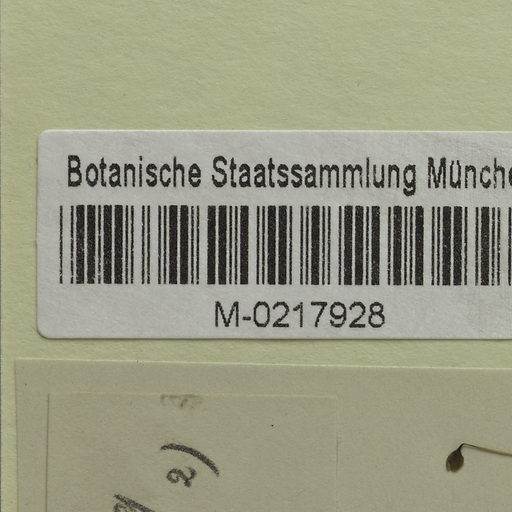 Botanische Staatssammlung Münche
M-0217928
2)